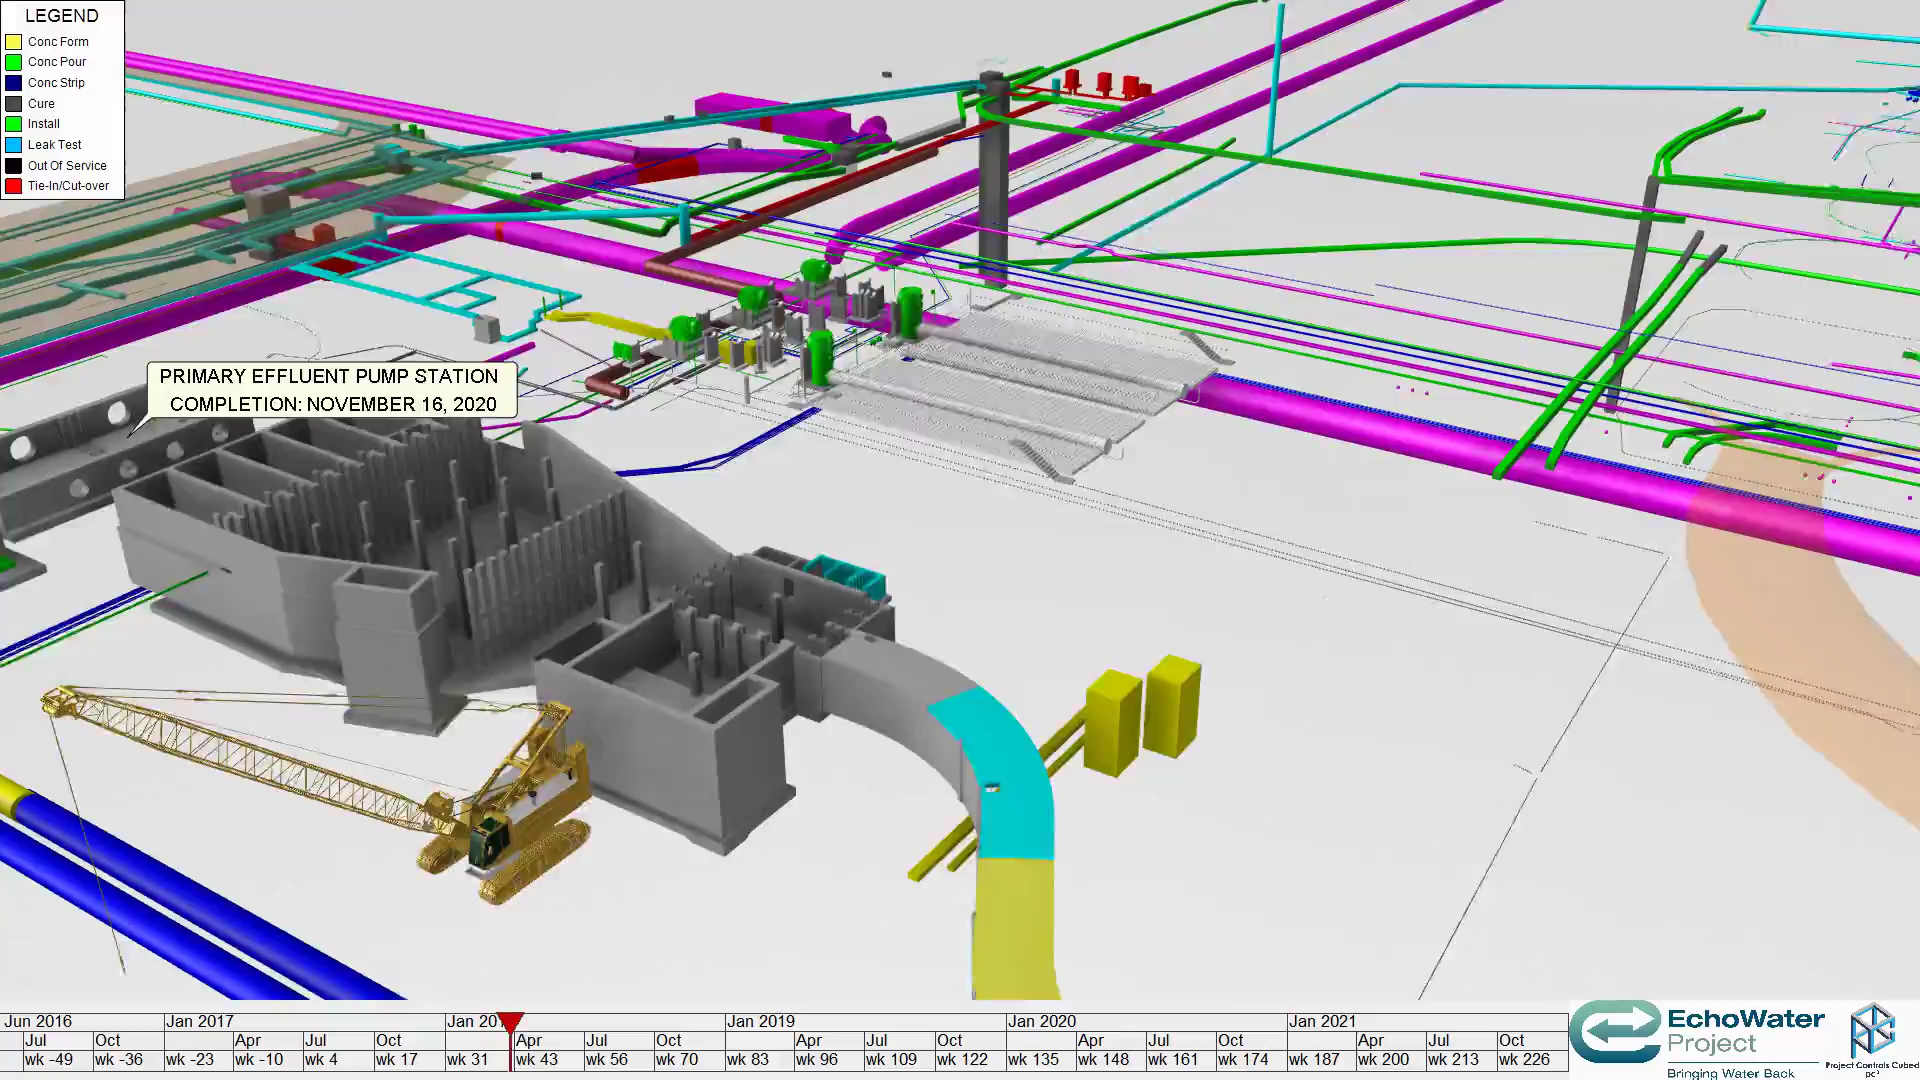 LEGEND
Conc Form
Conc Pour
Conc Strip
Cure
Install
Leak Test
Out Of Service
Tie-In/Cut-over
PRIMARY EFFLUENT PUMP STATION
COMPLETION: NOVEMBER 16, 2020
Jun 2016 Jan 2017 Jan 201 Jan 2019 Jan 2020 Jan 2021
Jul Oct Apr Jul Oct Apr Jul Oct Apr Jul Oct Apr Jul Oct Apr Jul Oct
wk -49 wk -36 wk -23 wk -10 wk 4 wk 17 wk 31 wk 43 wk 56 wk 70 wk 83 wk 96 wk 109 wk 122 wk 135 wk 148 wk 161 wk 174 wk 187 wk 200 wk 213 wk 226
EchoWater
Project
Bringing Water Back
Project Controls Cubed
pc³